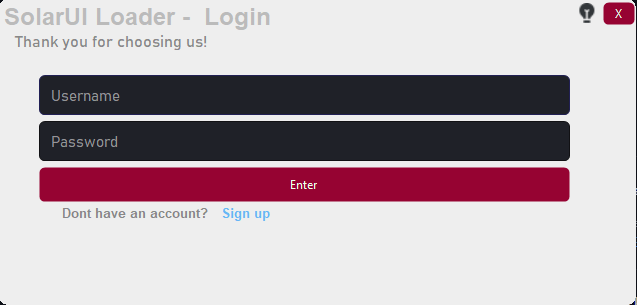 SolarUI Loader - Login
X
Thank you for choosing us!
Username
Password
Enter
Dont have an account? Sign up